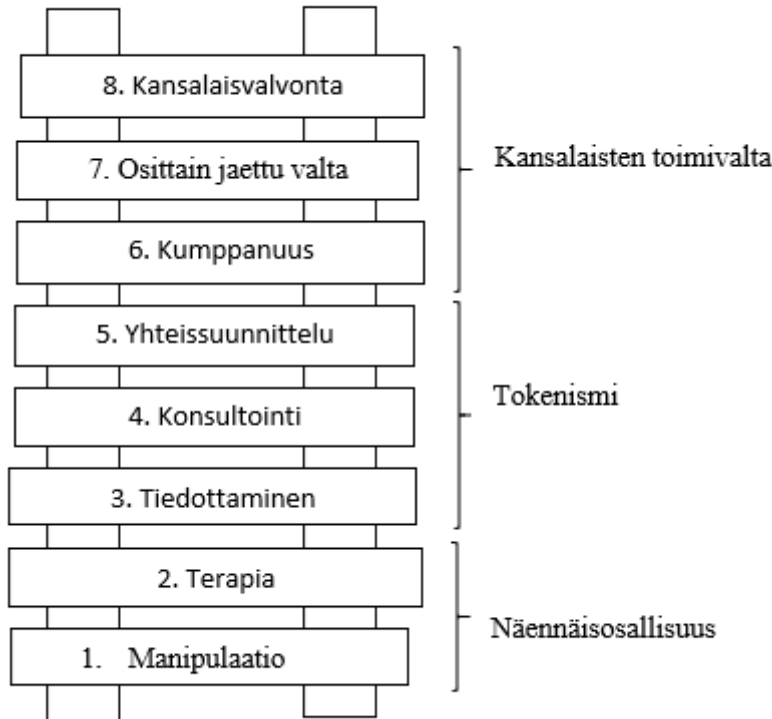 8. Kansalaisvalvonta
7. Osittain jaettu valta
Kansalaisten toimivalta
6. Kumppanuus
5. Yhteissuunnittelu
Tokenismi
4. Konsultointi
3. Tiedottaminen
2. Terapia
Näennäisosallisuus
1. Manipulaatio